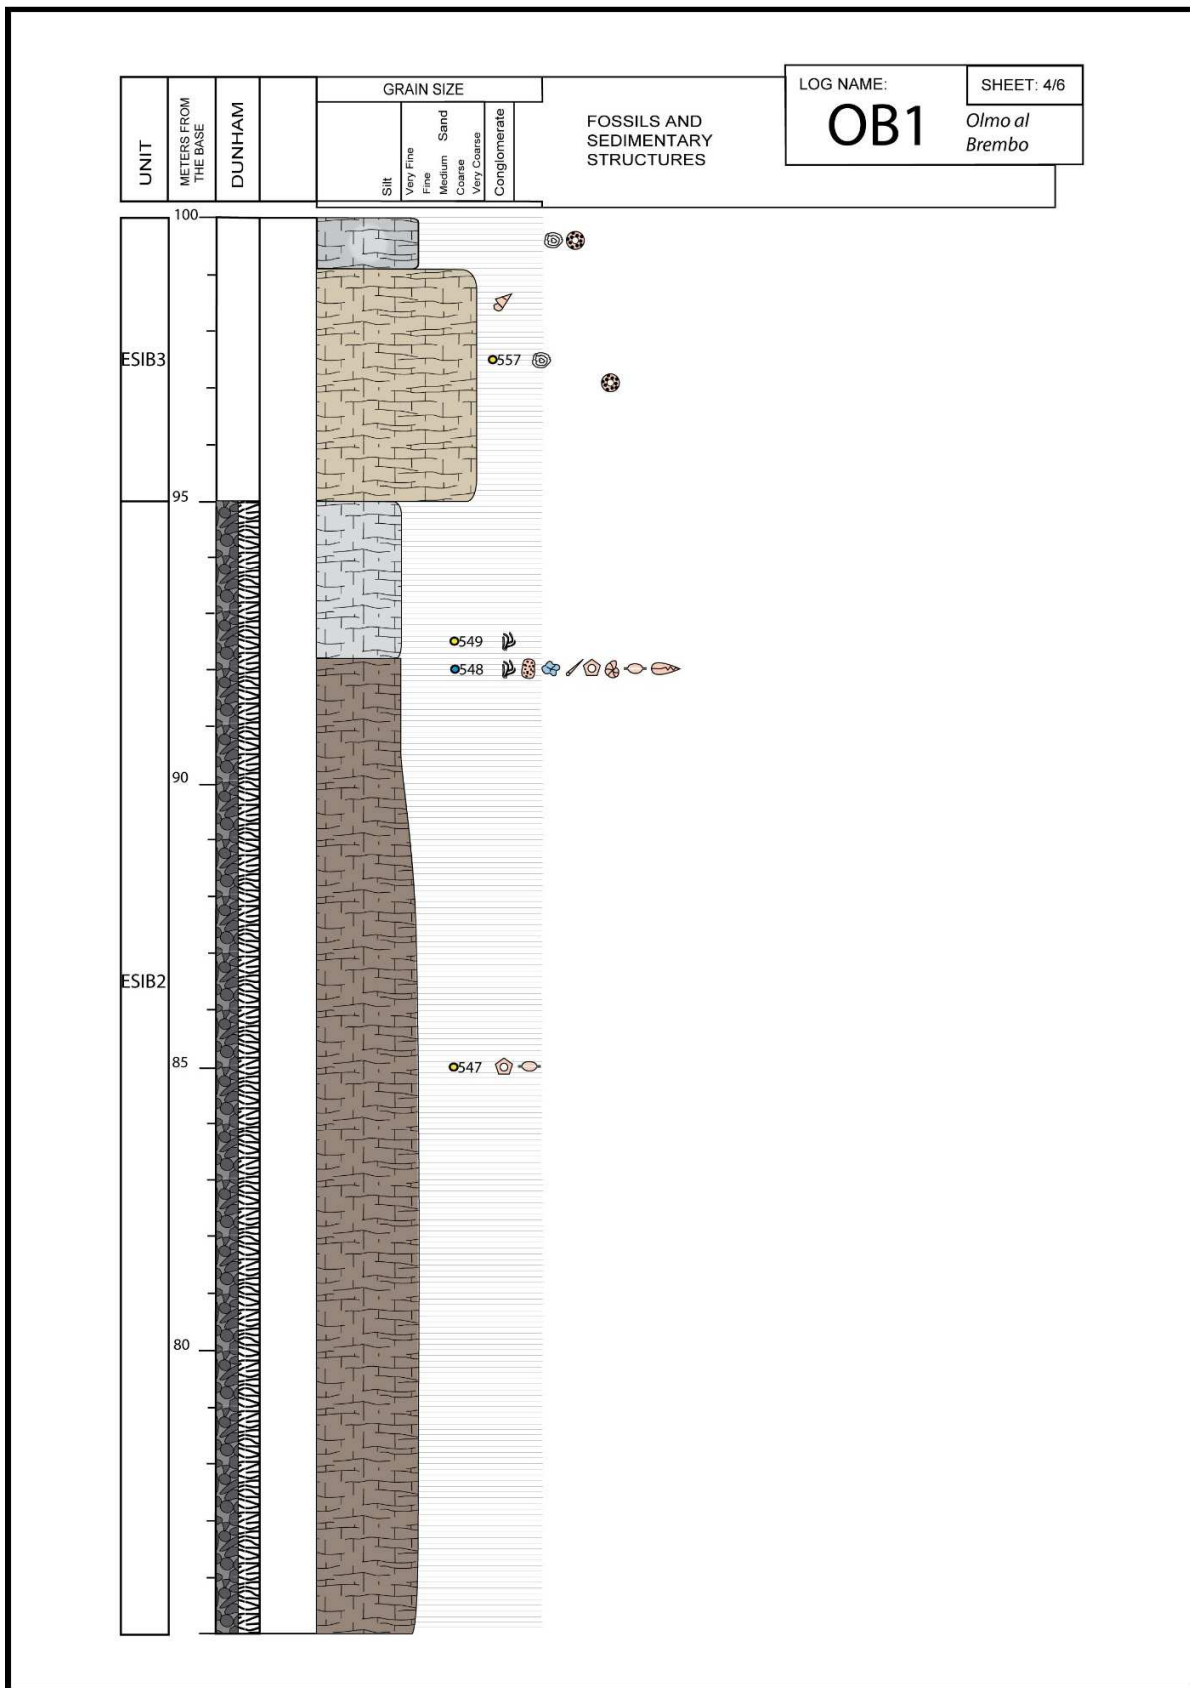 UNIT
METERS FROM
THE BASE
DUNHAM
GRAIN SIZE
Silt
Very Fine
Fine
Medium
Sand
Coarse
Very Coarse
Conglomerate
FOSSILS AND
SEDIMENTARY
STRUCTURES
LOG NAME:
OB1
SHEET: 4/6
Olmo al
Brembo
100
ESIB3
557
95
549
548
90
ESIB2
85
547
80